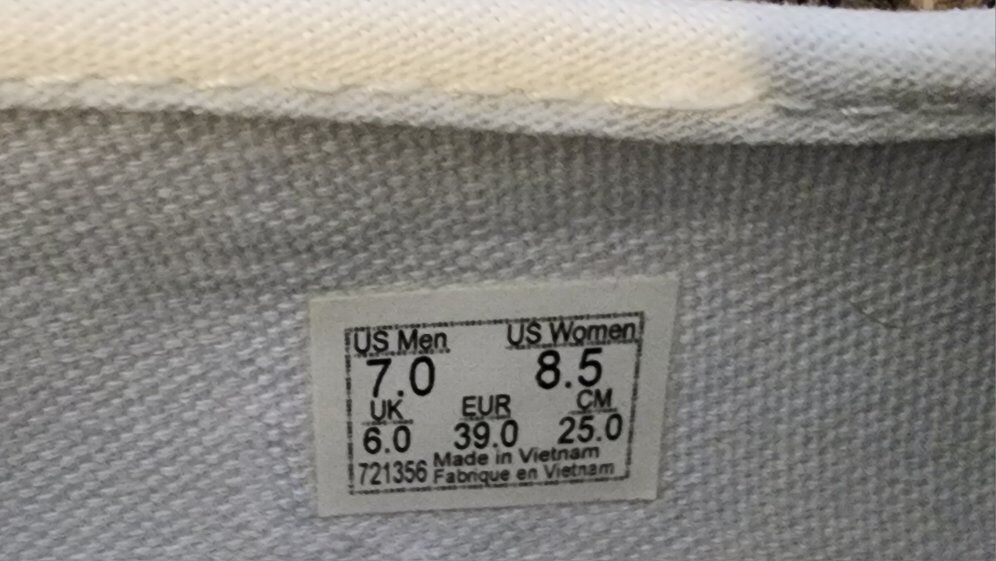 US Men US Women
7.0 8.5
UK EUR CM
6.0 39.0 25.0
721356 Made in Vietnam
Fabrique en Vietnam